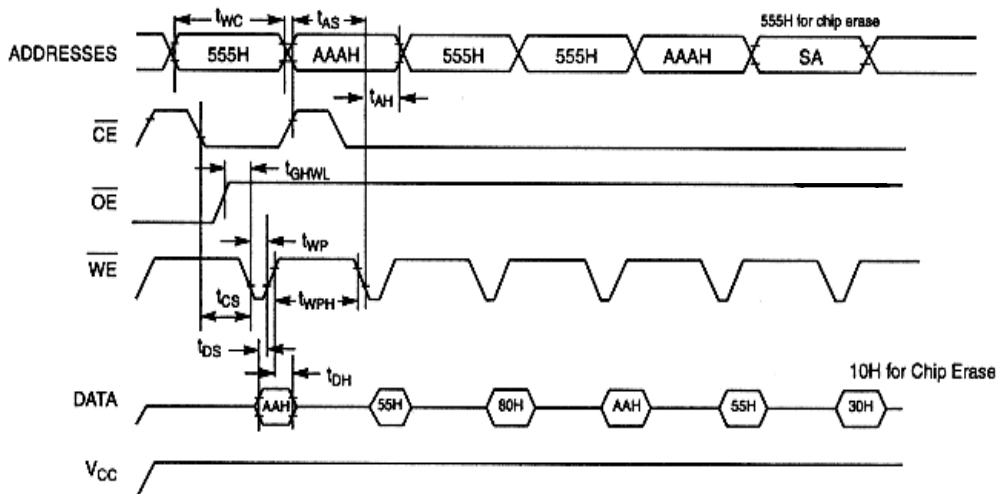 tWC
tAS
555H for chip erase
ADDRESSES
555H
AAAH
555H
555H
AAAH
SA
tAH
CE
tGHWL
OE
tWP
WE
tCS
tWPH
tDS
tDH
10H for Chip Erase
DATA
AAH
55H
80H
AAH
55H
30H
VCC